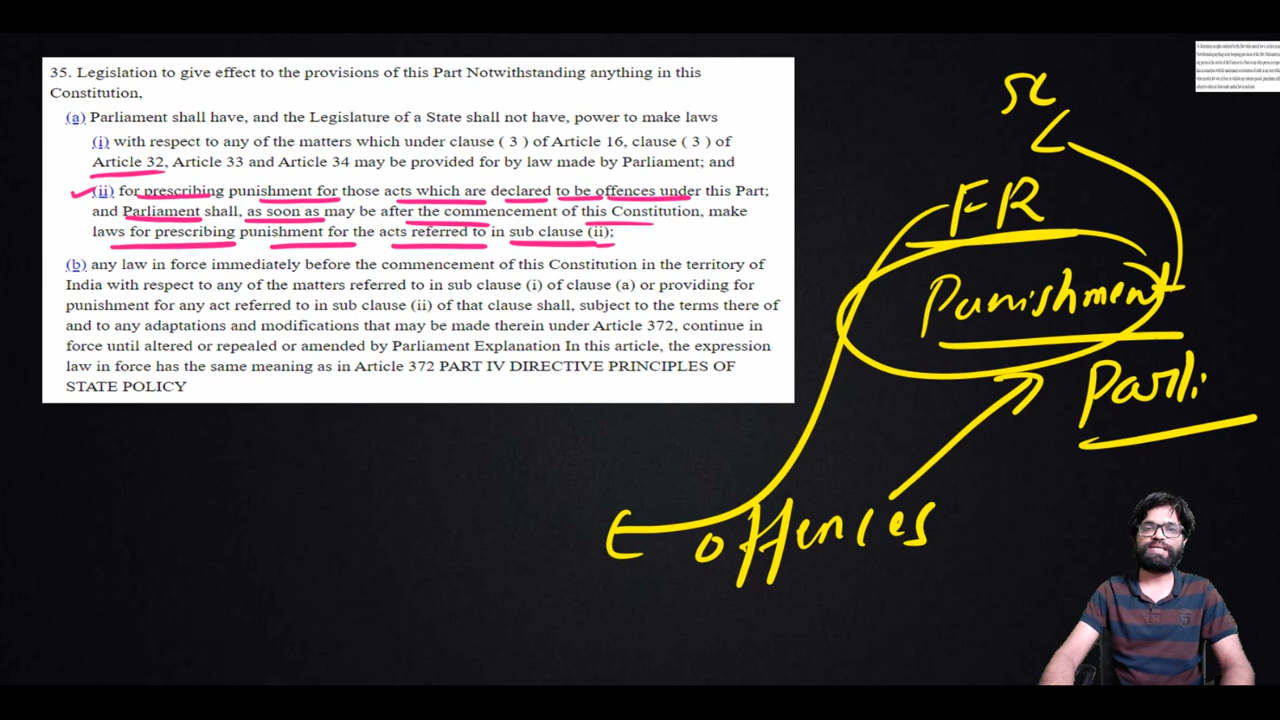 35. Legislation to give effect to the provisions of this Part Notwithstanding anything in this
Constitution,
(a) Parliament shall have, and the Legislature of a State shall not have, power to make laws
(i) with respect to any of the matters which under clause ( 3 ) of Article 16, clause ( 3 ) of
Article 32, Article 33 and Article 34 may be provided for by law made by Parliament; and
(ii) for prescribing punishment for those acts which are declared to be offences under this Part;
and Parliament shall, as soon as may be after the commencement of this Constitution, make
laws for prescribing punishment for the acts referred to in sub clause (ii);
(b) any law in force immediately before the commencement of this Constitution in the territory of
India with respect to any of the matters referred to in sub clause (i) of clause (a) or providing for
punishment for any act referred to in sub clause (ii) of that clause shall, subject to the terms there of
and to any adaptations and modifications that may be made therein under Article 372, continue in
force until altered or repealed or amended by Parliament Explanation In this article, the expression
law in force has the same meaning as in Article 372 PART IV DIRECTIVE PRINCIPLES OF
STATE POLICY
FR
Punishment
Parli
offences